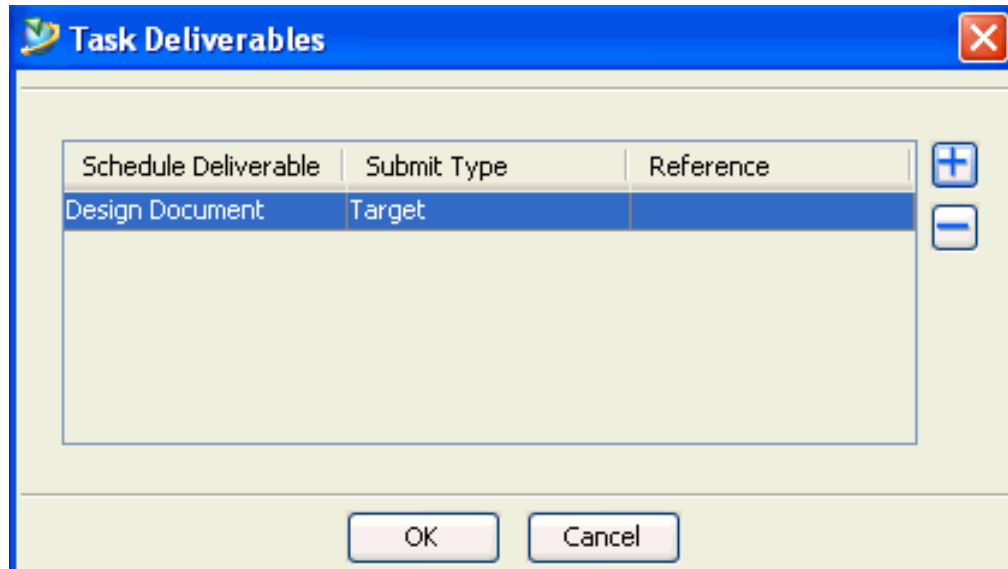 Task Deliverables
Schedule Deliverable Submit Type Reference
Design Document Target
OK Cancel